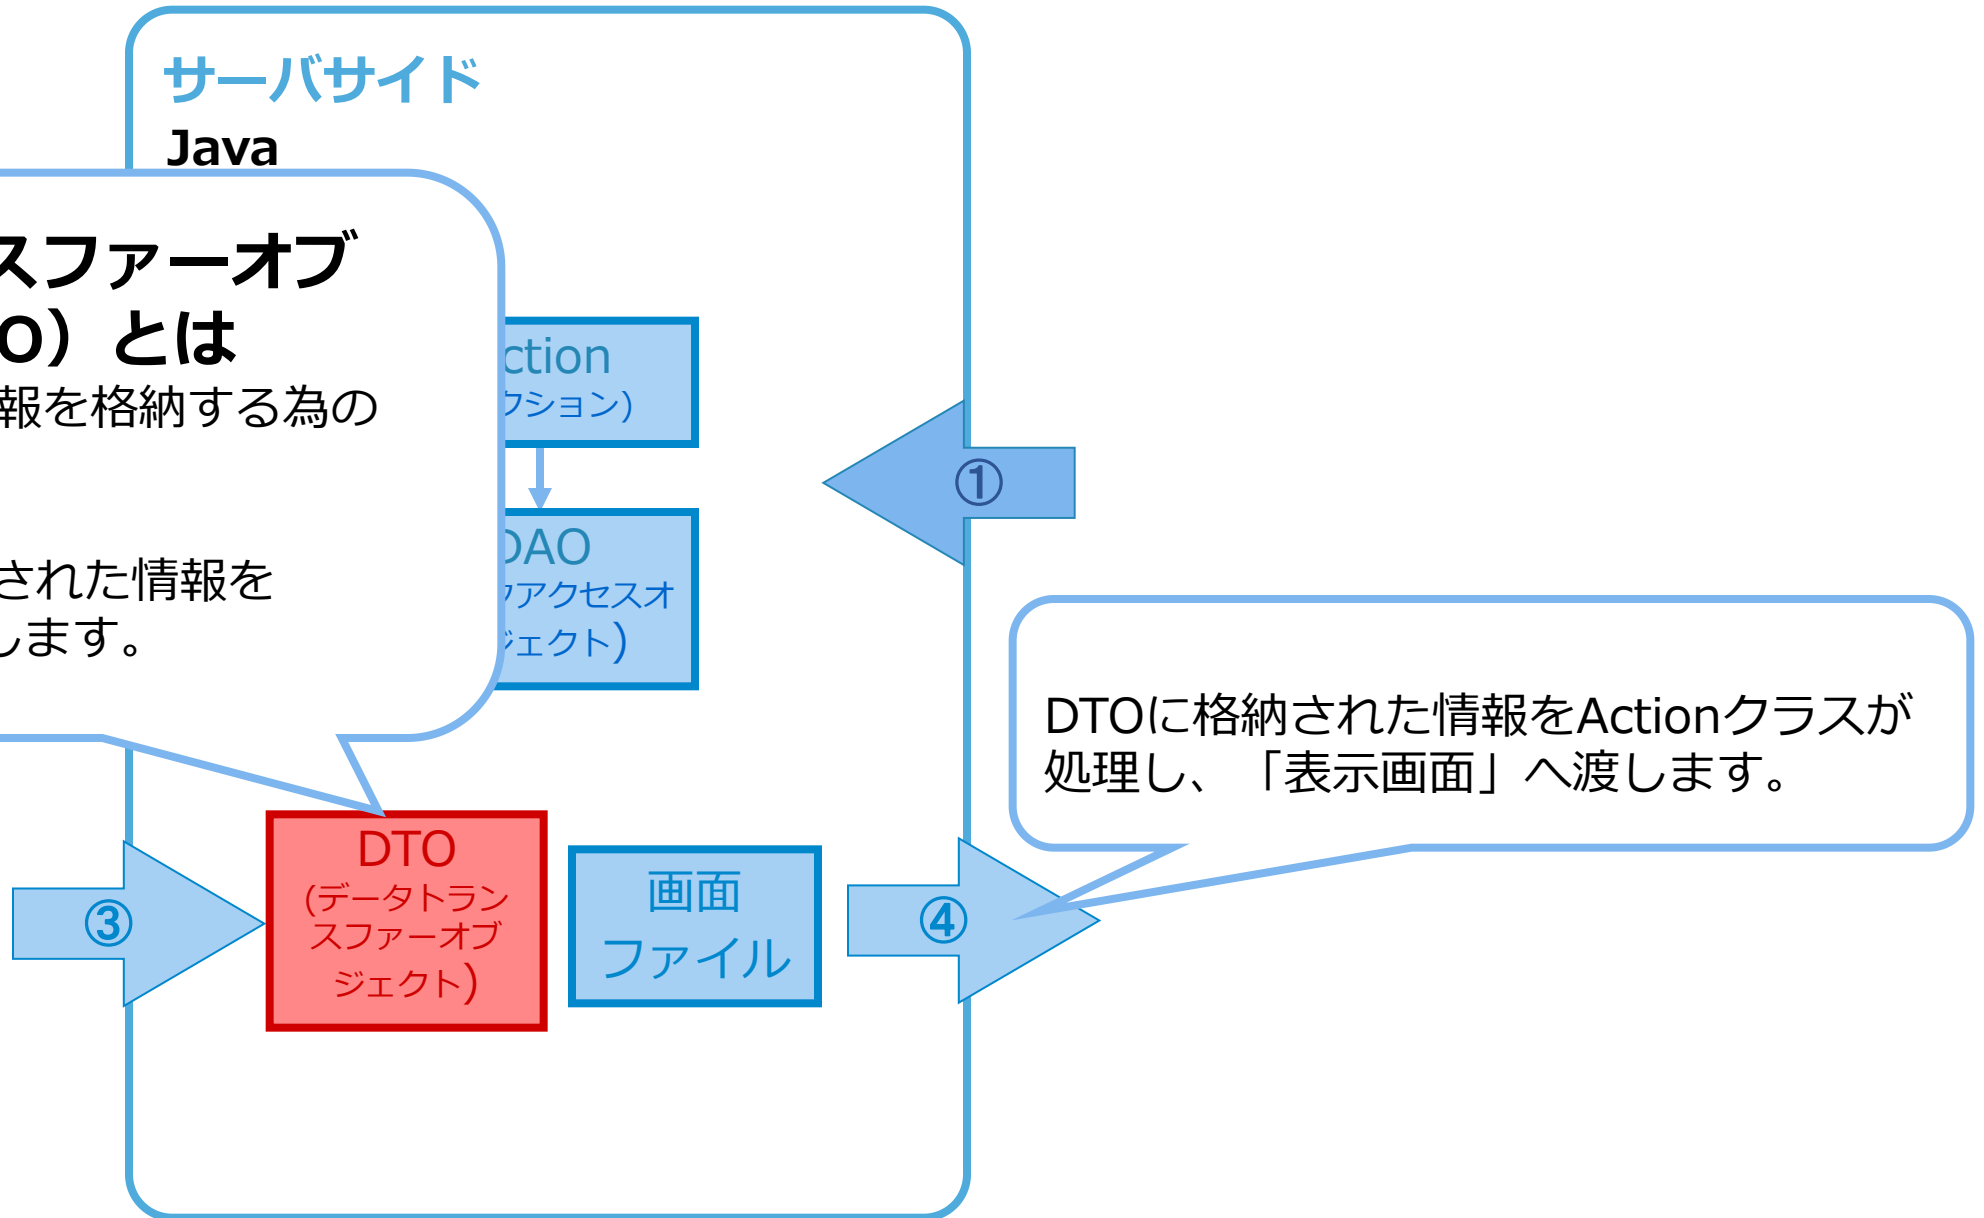 サーバサイド
Java
スファーオブ
O）とは
報を格納する為の
された情報を
します。
ction
クション)
①
DAO
クアクセスオ
ジェクト)
DTOに格納された情報をActionクラスが
処理し、「表示画面」へ渡します。
DTO
(データトラン
スファーオブ
ジェクト)
画面
ファイル
③
④